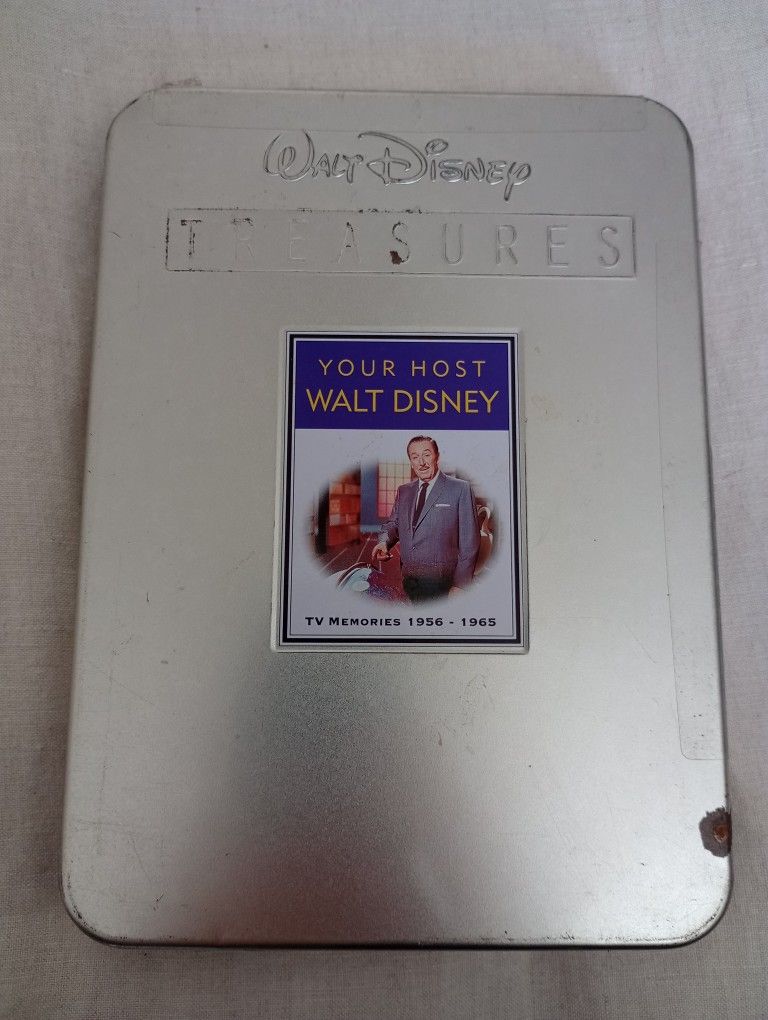 Walt Disney
TREASURES
YOUR HOST
WALT DISNEY
TV MEMORIES 1956 - 1965